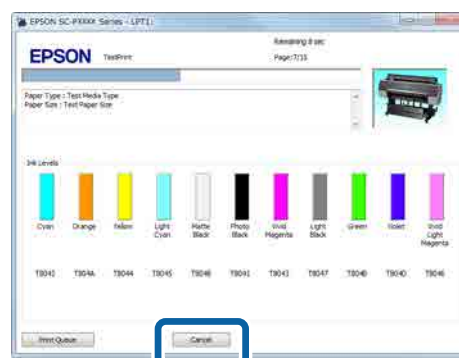 EPSON SC-PXXXX Series - LPT1:
EPSON TestPrint
Remaining 8 sec
Page:7/15
Paper Type : Test Media Type
Paper Size : Test Paper Size
Ink Levels
Cyan Orange Yellow Light Cyan Matte Black Photo Black Vivid Magenta Light Black Green Violet Vivid Light Magenta
T8042 T804A T8044 T8045 T8048 T8041 T8043 T8047 T804B T804D T8046
Print Queue Cancel